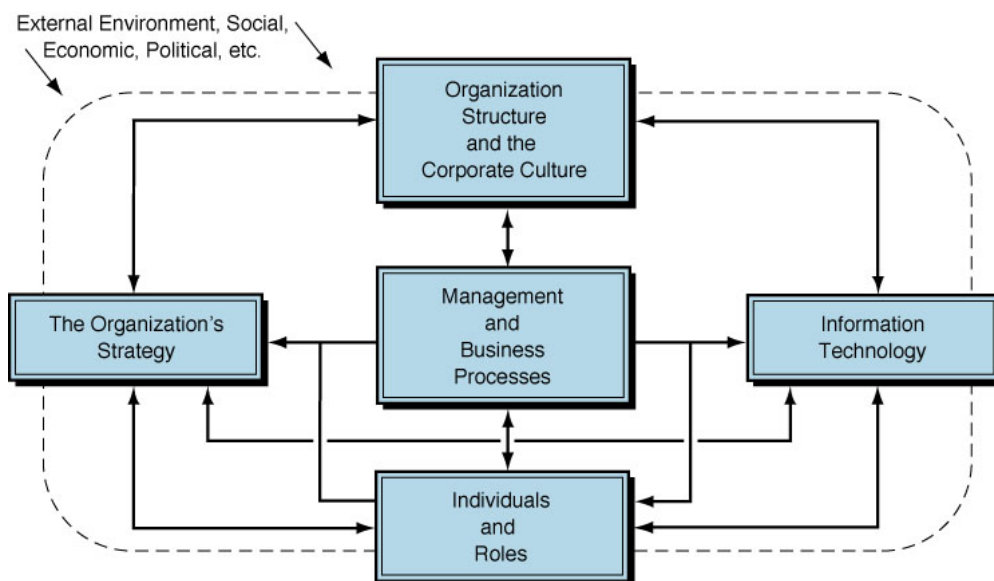 External Environment, Social,
Economic, Political, etc.
Organization
Structure
and the
Corporate Culture
The Organization's
Strategy
Management
and
Business
Processes
Information
Technology
Individuals
and
Roles